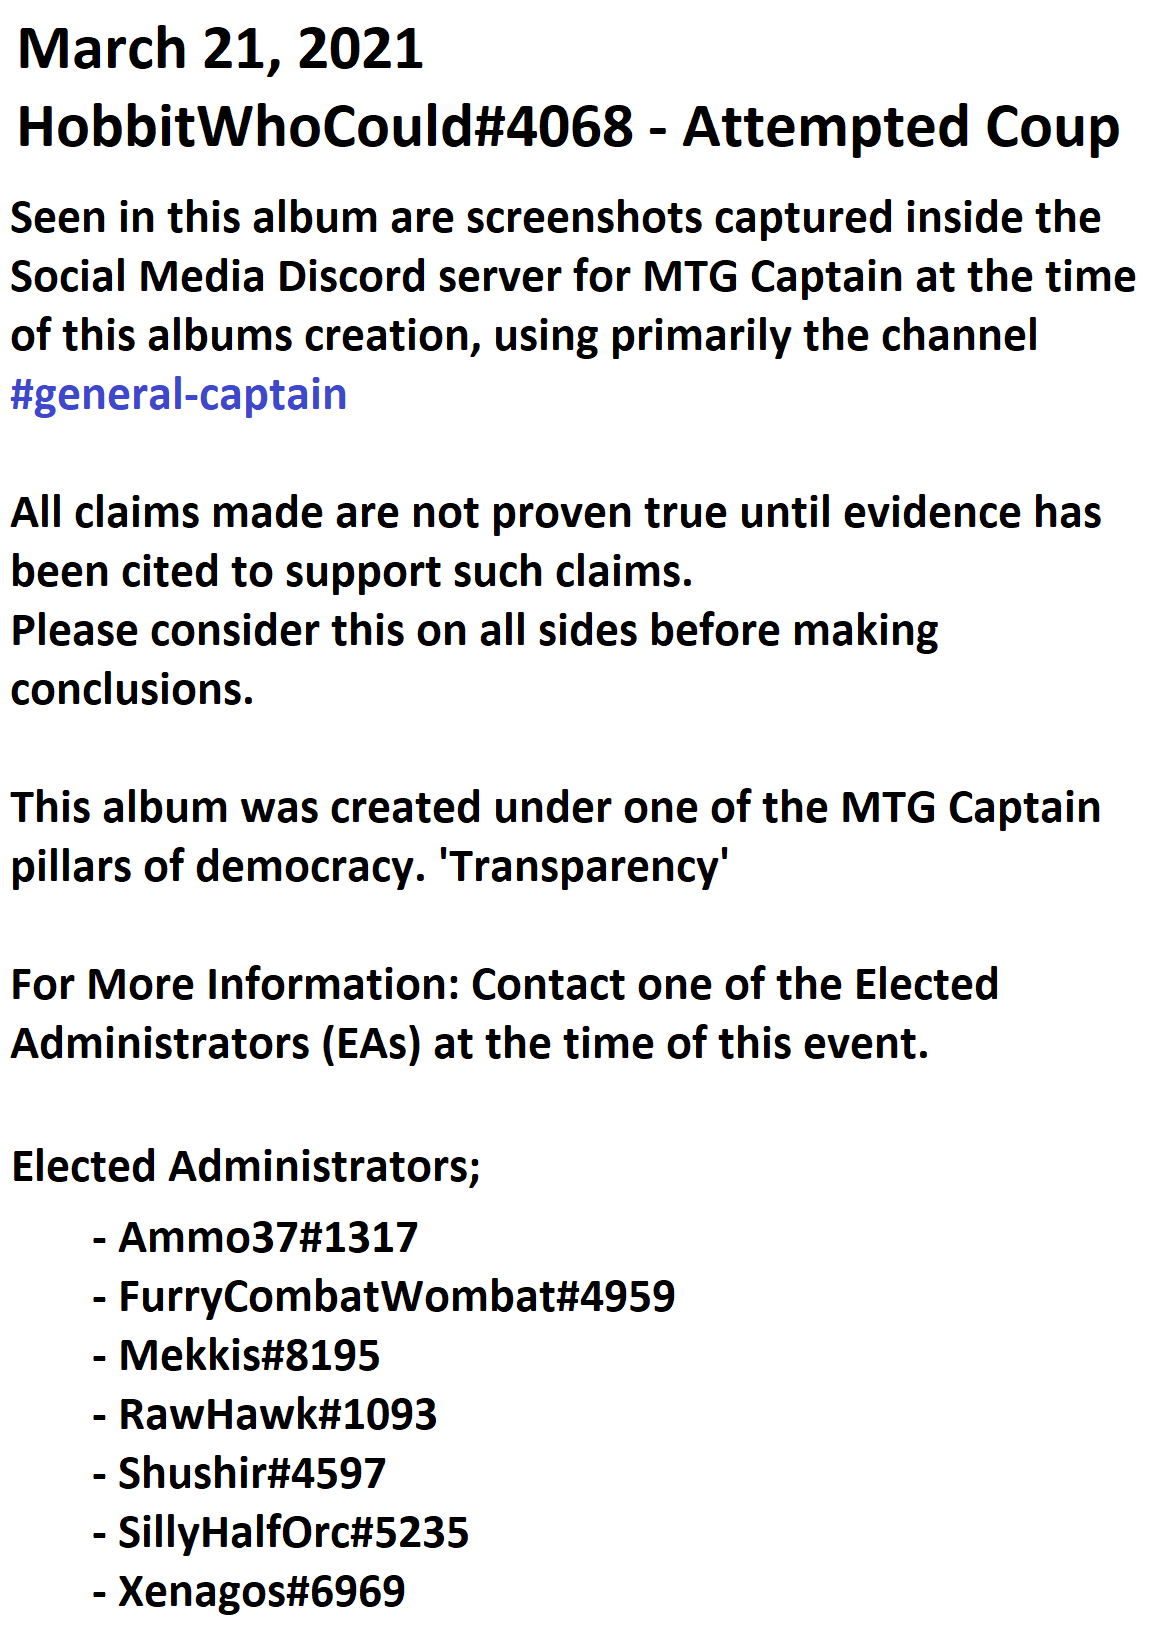 March 21, 2021
HobbitWhoCould#4068 - Attempted Coup
Seen in this album are screenshots captured inside the
Social Media Discord server for MTG Captain at the time
of this albums creation, using primarily the channel
#general-captain
All claims made are not proven true until evidence has
been cited to support such claims.
Please consider this on all sides before making
conclusions.
This album was created under one of the MTG Captain
pillars of democracy. 'Transparency'
For More Information: Contact one of the Elected
Administrators (EAs) at the time of this event.
Elected Administrators;
- Ammo37#1317
- FurryCombatWombat#4959
- Mekkis#8195
- RawHawk#1093
- Shushir#4597
- SillyHalfOrc#5235
- Xenagos#6969